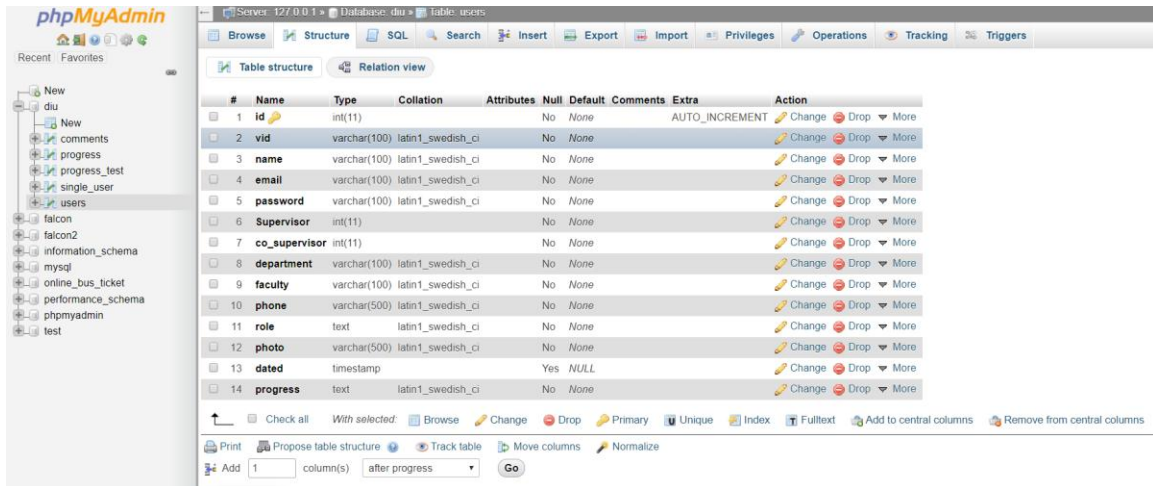 phpMyAdmin
Recent Favorites
New
diu
New
comments
progress
progress_test
single_user
users
falcon
falcon2
information_schema
mysql
online_bus_ticket
performance_schema
phpmyadmin
test
Server: 127.0.0.1 » Database: diu » Table: users
Browse Structure SQL Search Insert Export Import Privileges Operations Tracking Triggers
Table structure Relation view
# Name Type Collation Attributes Null Default Comments Extra Action
1 id int(11) No None AUTO_INCREMENT Change Drop More
2 vid varchar(100) latin1_swedish_ci No None Change Drop More
3 name varchar(100) latin1_swedish_ci No None Change Drop More
4 email varchar(100) latin1_swedish_ci No None Change Drop More
5 password varchar(100) latin1_swedish_ci No None Change Drop More
6 Supervisor int(11) No None Change Drop More
7 co_supervisor int(11) No None Change Drop More
8 department varchar(100) latin1_swedish_ci No None Change Drop More
9 faculty varchar(100) latin1_swedish_ci No None Change Drop More
10 phone varchar(500) latin1_swedish_ci No None Change Drop More
11 role text latin1_swedish_ci No None Change Drop More
12 photo varchar(500) latin1_swedish_ci No None Change Drop More
13 dated timestamp Yes NULL Change Drop More
14 progress text latin1_swedish_ci No None Change Drop More
Check all With selected: Browse Change Drop Primary U Unique Index T Fulltext Add to central columns Remove from central columns
Print Propose table structure Track table Move columns Normalize
Add 1 column(s) after progress Go